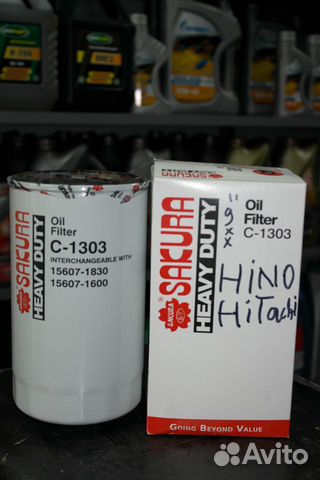 SAKURA
HEAVY DUTY
Oil
Filter
C-1303
INTERCHANGEABLE WITH
15607-1830
15607-1600
SAKURA
HEAVY DUTY
Oil
Filter
C-1303
HINO
HiTachi
GOING BEYOND VALUE
Avito